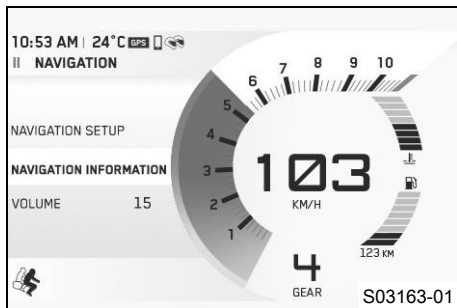 10:53 AM | 24°C GPS
II NAVIGATION
NAVIGATION SETUP
NAVIGATION INFORMATION
VOLUME 15
1
2
3
4
5
6
7
8
9
10
103
KM/H
123 KM
4
GEAR
S03163-01